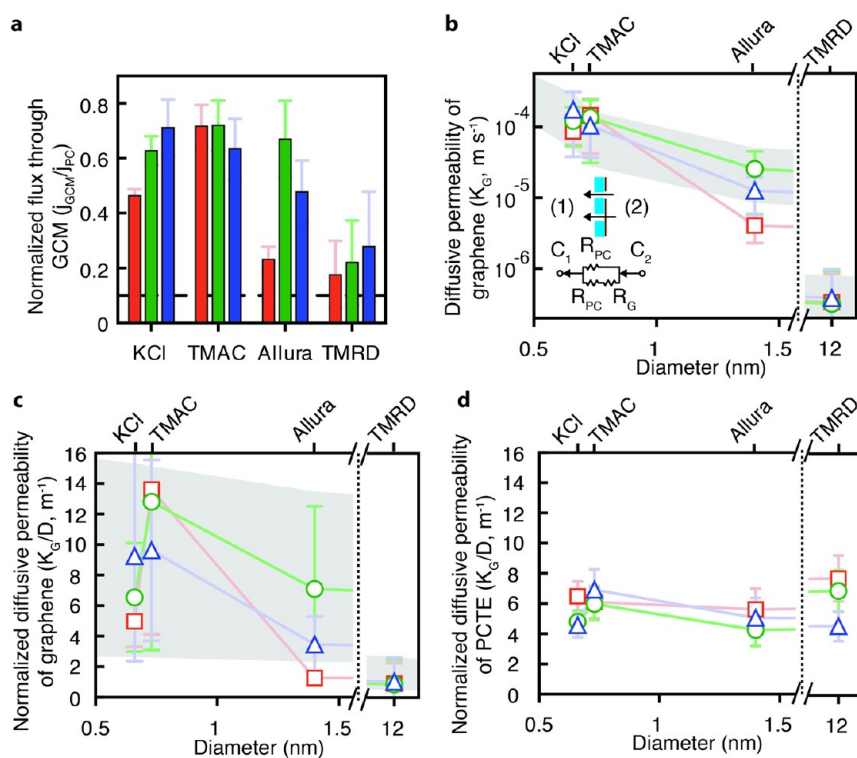 a
Normalized flux through
GCM (jGCM/jPC)
0.8
0.6
0.4
0.2
0
KCl TMAC Allura TMRD
b
KCl TMAC Allura TMRD
Diffusive permeability of
graphene (KG, m s-1)
10-4
10-5
10-6
(1) (2)
RPC
C1 C2
RPC RG
0.5 1 1.5 12
Diameter (nm)
c
KCl TMAC Allura TMRD
Normalized diffusive permeability
of graphene (KG/D, m-1)
16
14
12
10
8
6
4
2
0
0.5 1 1.5 12
Diameter (nm)
d
KCl TMAC Allura TMRD
Normalized diffusive permeability
of PCTE (KG/D, m-1)
16
14
12
10
8
6
4
2
0
0.5 1 1.5 12
Diameter (nm)